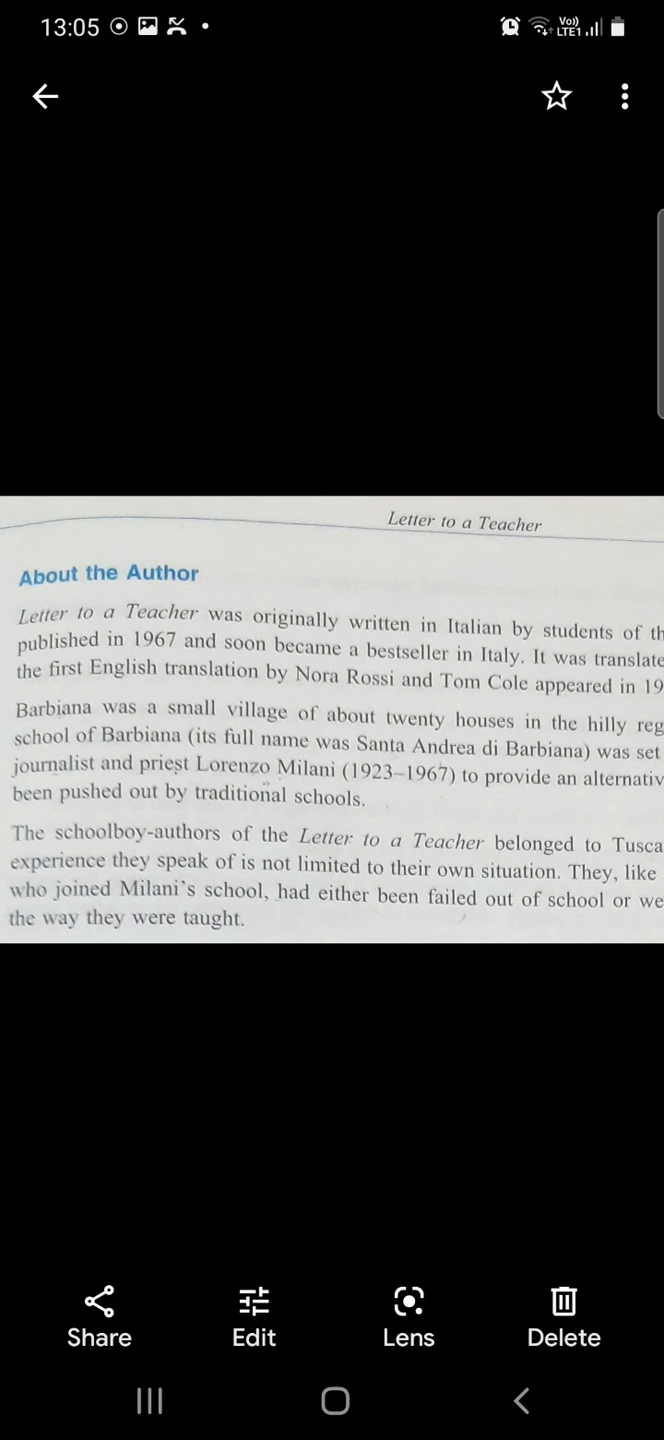 13:05
Vo))
LTE1
Letter to a Teacher
About the Author
Letter to a Teacher was originally written in Italian by students of th
published in 1967 and soon became a bestseller in Italy. It was translate
the first English translation by Nora Rossi and Tom Cole appeared in 19
Barbiana was a small village of about twenty houses in the hilly reg
school of Barbiana (its full name was Santa Andrea di Barbiana) was set
journalist and priest Lorenzo Milani (1923–1967) to provide an alternativ
been pushed out by traditional schools.
The schoolboy-authors of the Letter to a Teacher belonged to Tusca
experience they speak of is not limited to their own situation. They, like
who joined Milani's school, had either been failed out of school or we
the way they were taught.
Share Edit Lens Delete